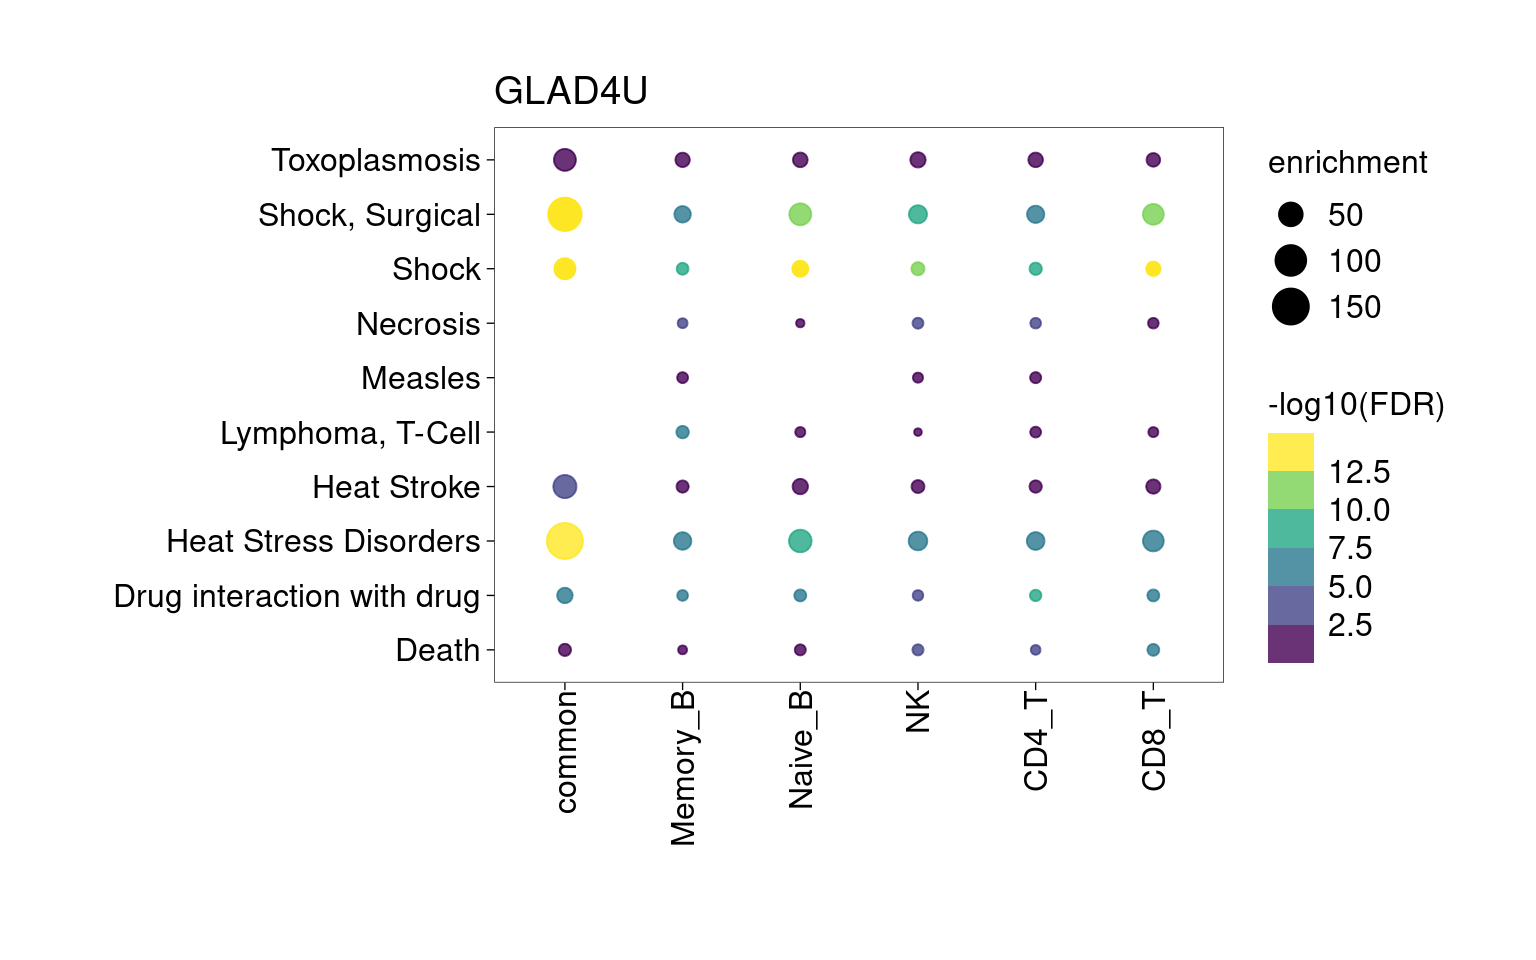 GLAD4U
Toxoplasmosis
Shock, Surgical
Shock
Necrosis
Measles
Lymphoma, T-Cell
Heat Stroke
Heat Stress Disorders
Drug interaction with drug
Death
common
Memory_B
Naive_B
NK
CD4_T
CD8_T
enrichment
50
100
150
-log10(FDR)
12.5
10.0
7.5
5.0
2.5